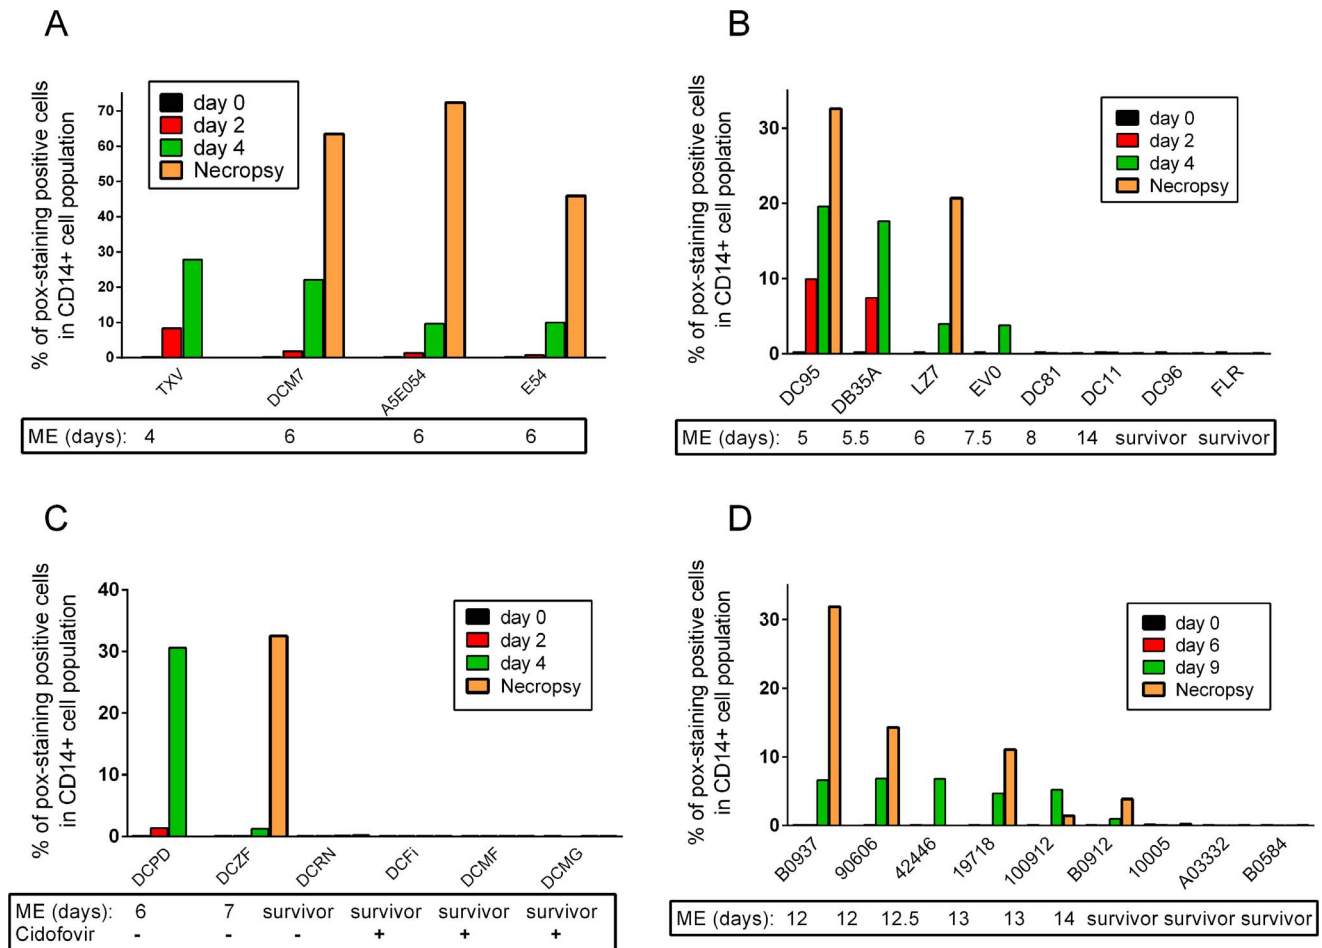 A
% of pox-staining positive cells
in CD14+ cell population
day 0
day 2
day 4
Necropsy
70
60
50
40
30
20
10
0
TXV
DCM7
A5E054
E54
ME (days): 4 6 6 6
B
% of pox-staining positive cells
in CD14+ cell poplation
day 0
day 2
day 4
Necropsy
30
20
10
0
DC95
DB35A
LZ7
EV0
DC81
DC11
DC96
FLR
ME (days): 5 5.5 6 7.5 8 14 survivor survivor
C
% of pox-staining positive cells
in CD14+ cell population
day 0
day 2
day 4
Necropsy
40
30
20
10
0
DCPD
DCZF
DCRN
DCFi
DCMF
DCMG
ME (days): 6 7 survivor survivor survivor survivor
Cidofovir - - - + + +
D
% of pox-staining positive cells
in CD14+ cell population
day 0
day 6
day 9
Necropsy
30
20
10
0
B0937
90606
42446
19718
100912
B0912
10005
A03332
B0584
ME (days): 12 12 12.5 13 13 14 survivor survivor survivor